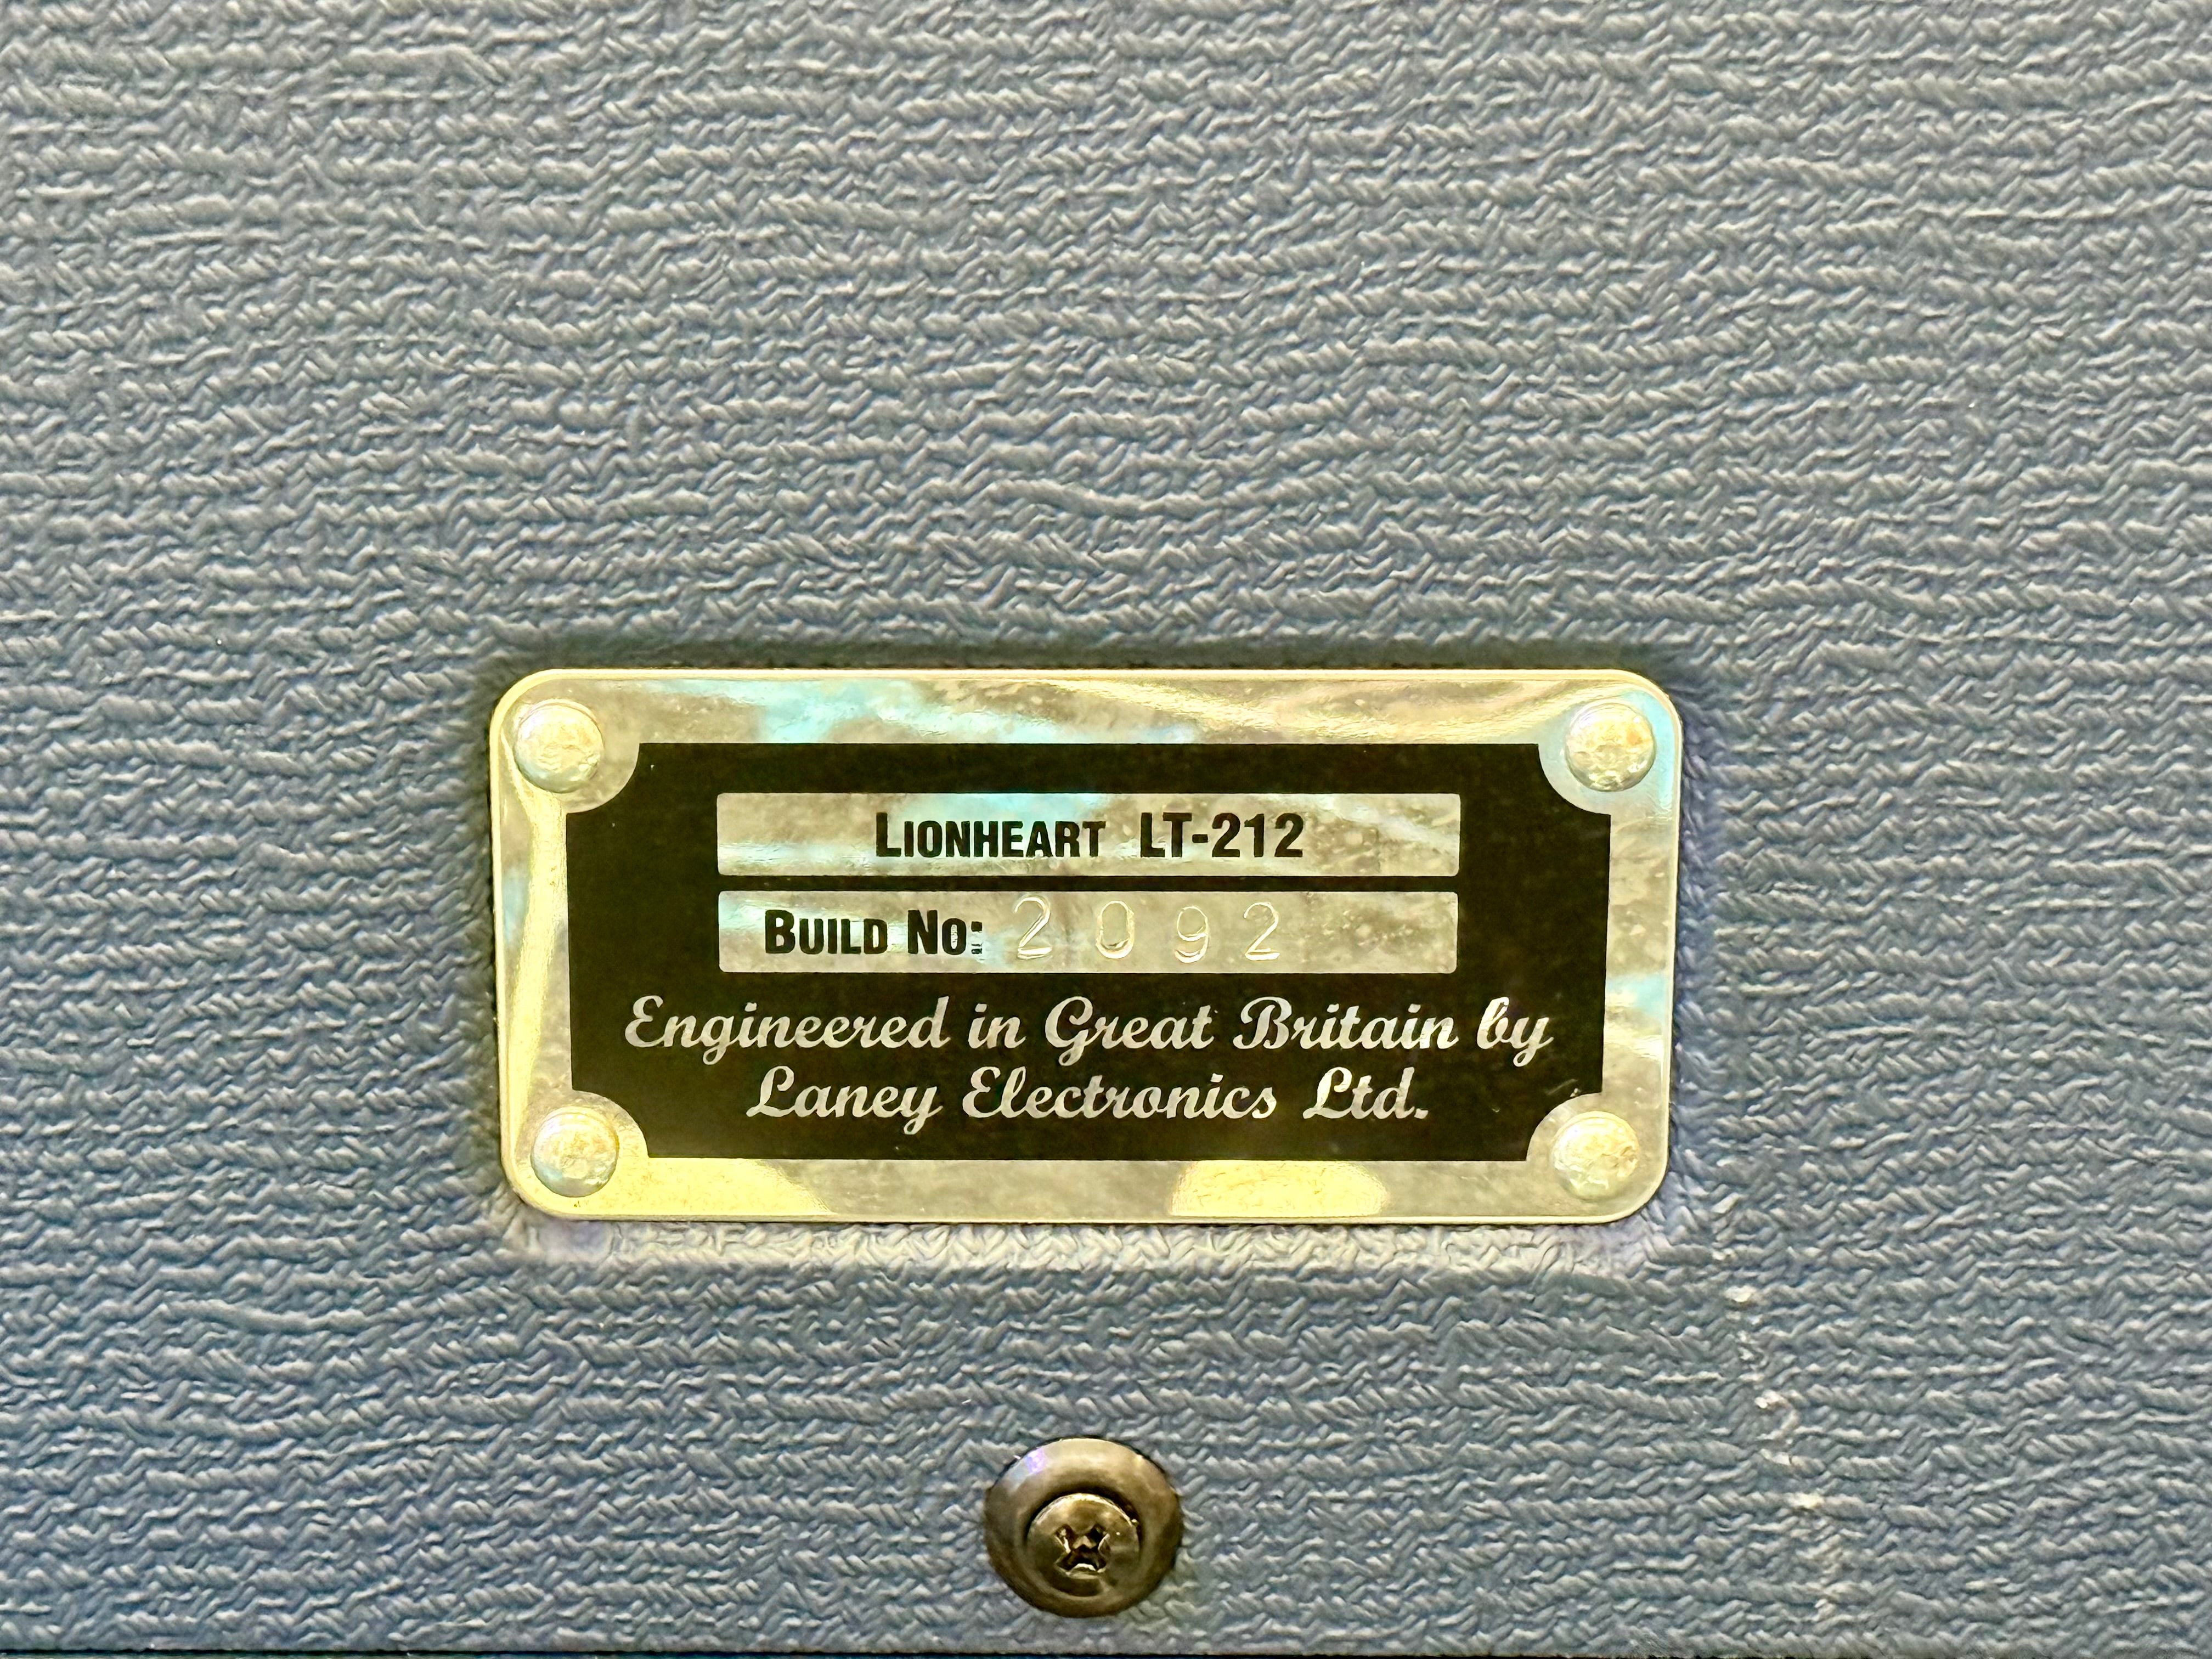 LIONHEART LT-212
BUILD NO: 2092
Engineered in Great Britain by
Laney Electronics Ltd.